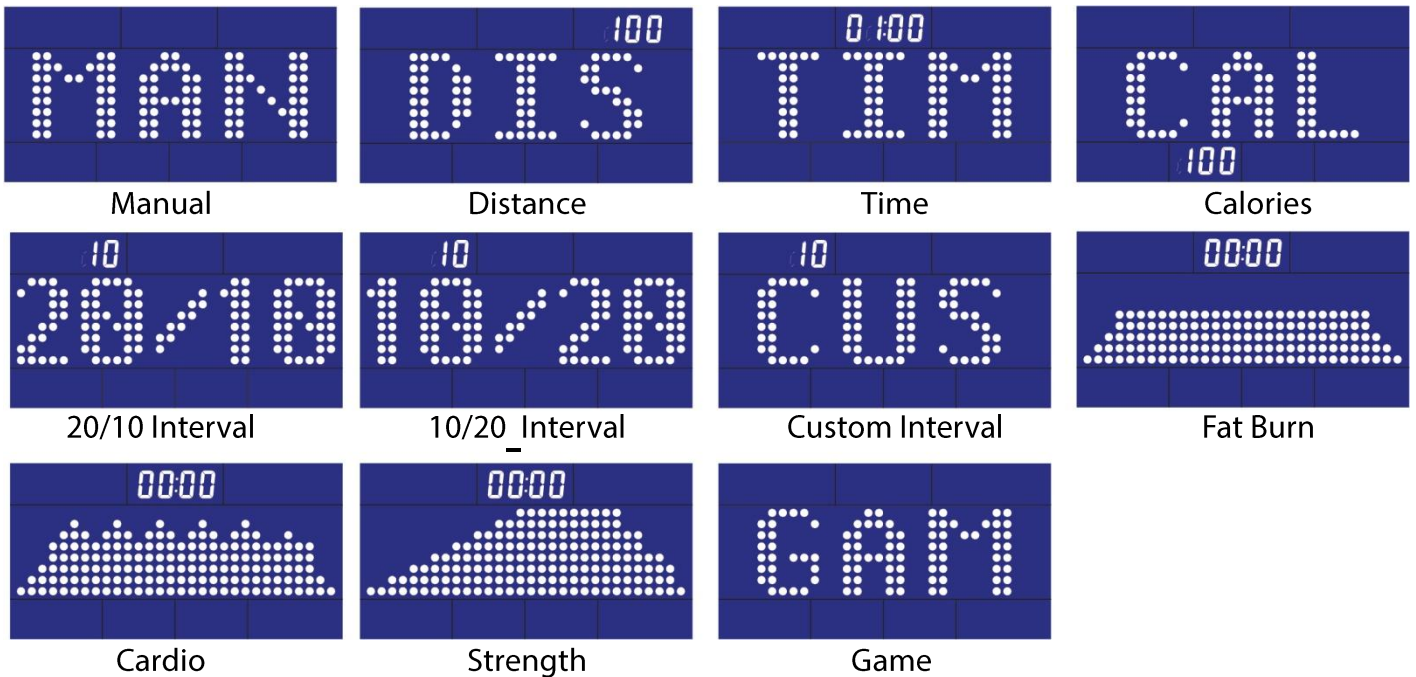 100 01:00
MAN DIS TIM CAL
100
Manual Distance Time Calories
10 10 10 00:00
20/10 10/20 CUS
20/10 Interval 10/20_Interval Custom Interval Fat Burn
00:00 00:00
GAM
Cardio Strength Game